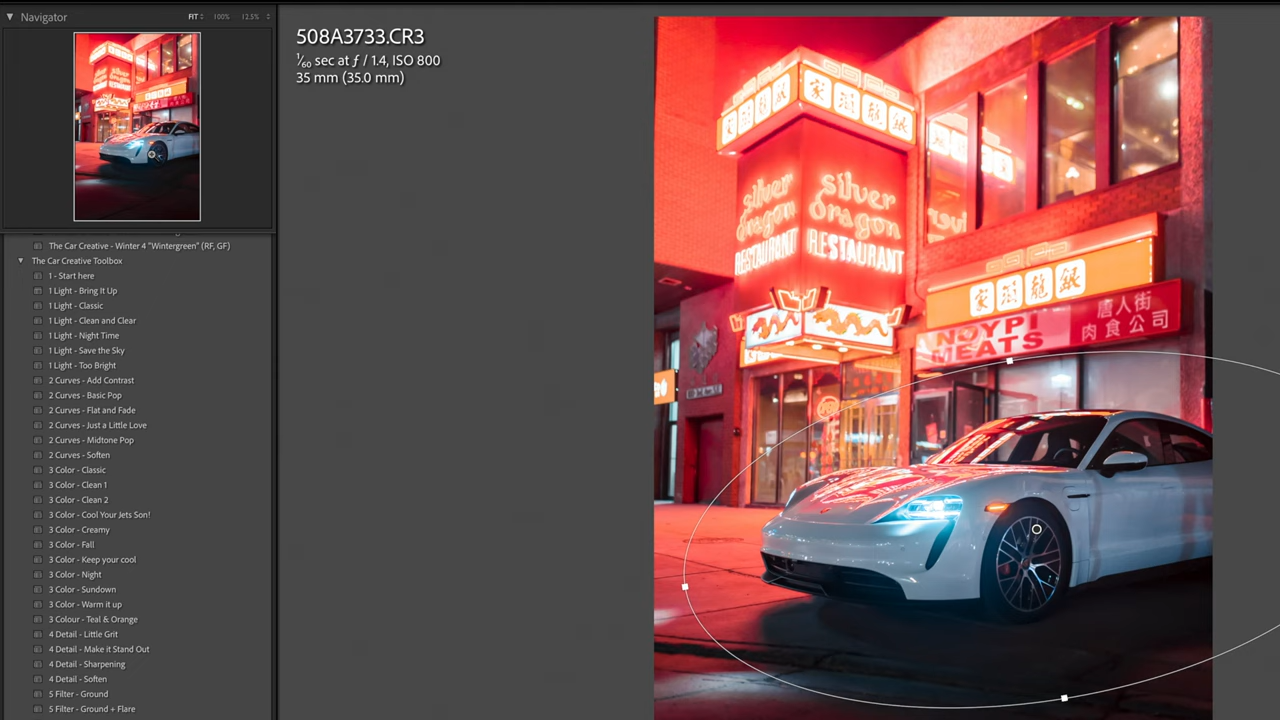 Navigator
FIT
100%
12.5%
508A3733.CR3
1/60 sec at ƒ / 1.4, ISO 800
35 mm (35.0 mm)
The Car Creative - Winter 4 "Wintergreen" (RF, GF)
The Car Creative Toolbox
1 - Start here
1 Light - Bring It Up
1 Light - Classic
1 Light - Clean and Clear
1 Light - Night Time
1 Light - Save the Sky
1 Light - Too Bright
2 Curves - Add Contrast
2 Curves - Basic Pop
2 Curves - Flat and Fade
2 Curves - Just a Little Love
2 Curves - Midtone Pop
2 Curves - Soften
3 Color - Classic
3 Color - Clean 1
3 Color - Clean 2
3 Color - Cool Your Jets Son!
3 Color - Creamy
3 Color - Fall
3 Color - Keep your cool
3 Color - Night
3 Color - Sundown
3 Color - Warm it up
3 Colour - Teal & Orange
4 Detail - Little Grit
4 Detail - Make it Stand Out
4 Detail - Sharpening
4 Detail - Soften
5 Filter - Ground
5 Filter - Ground + Flare
家酒龍銀
silver
dragon
RESTAURANT
silver
dragon
RESTAURANT
家酒龍銀
NOYPI
MEATS
唐人街
肉食公司